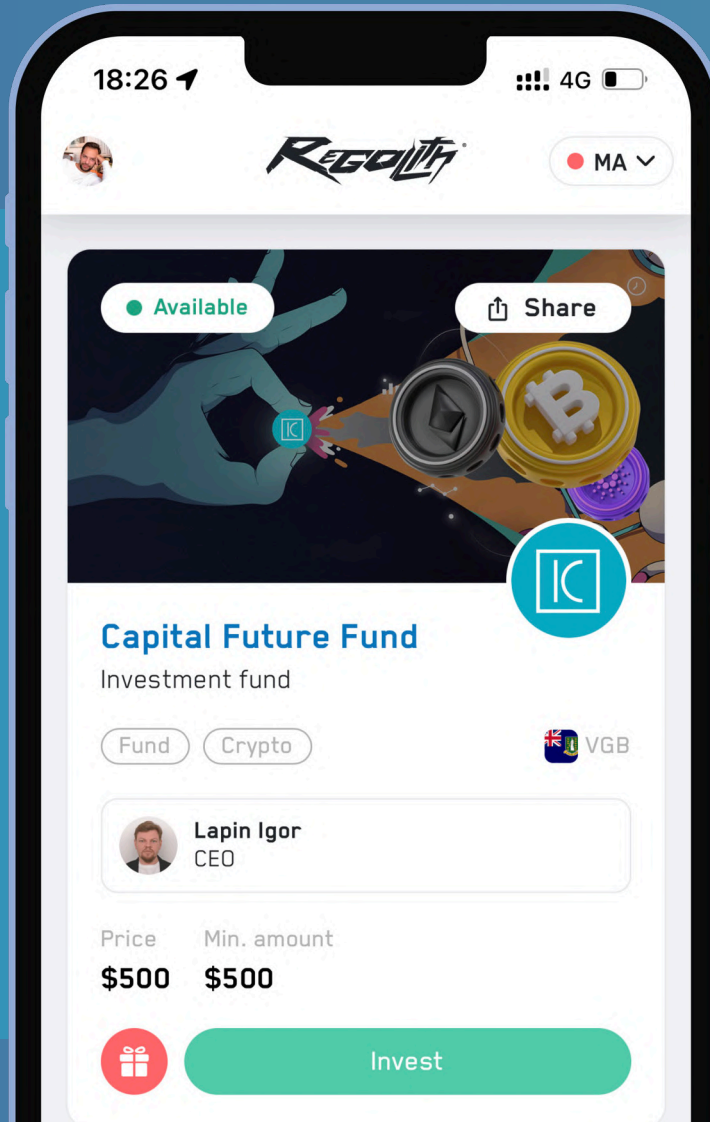 18:26
4G
REGOLITH
MA
Available
Share
Capital Future Fund
Investment fund
Fund
Crypto
VGB
Lapin Igor
CEO
Price Min. amount
$500 $500
Invest